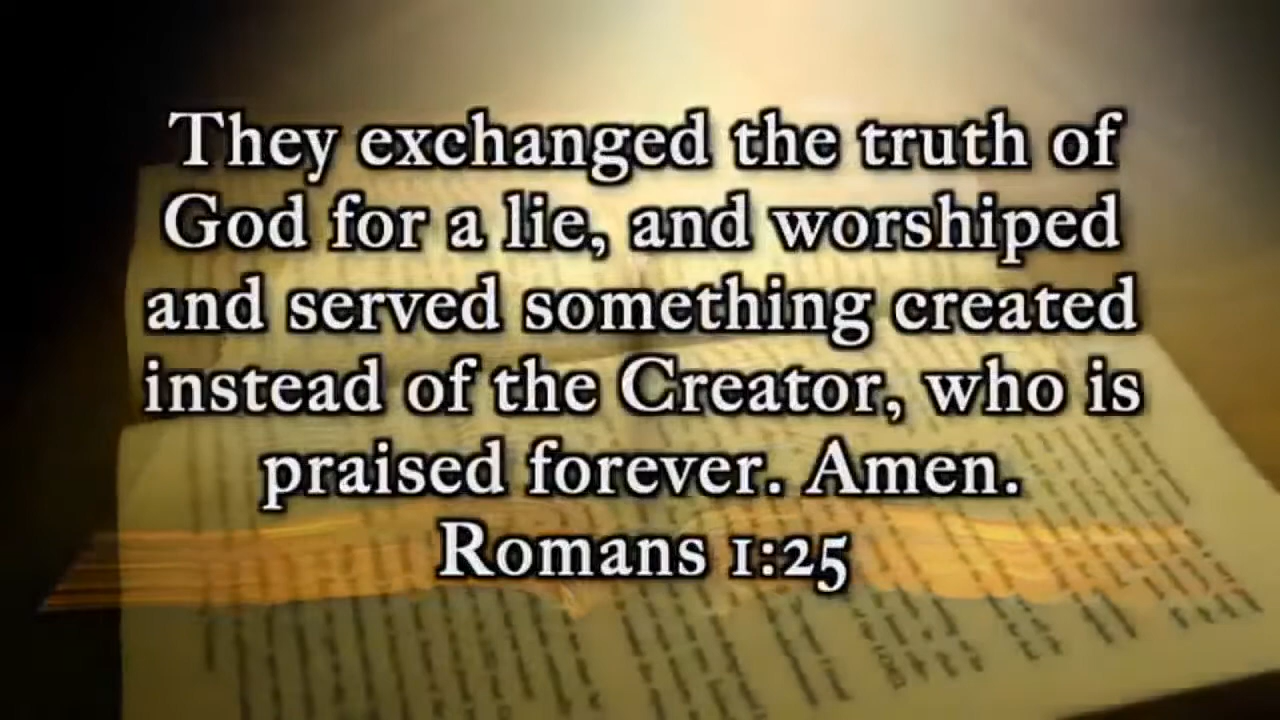 They exchanged the truth of
God for a lie, and worshiped
and served something created
instead of the Creator, who is
praised forever. Amen.
Romans 1:25